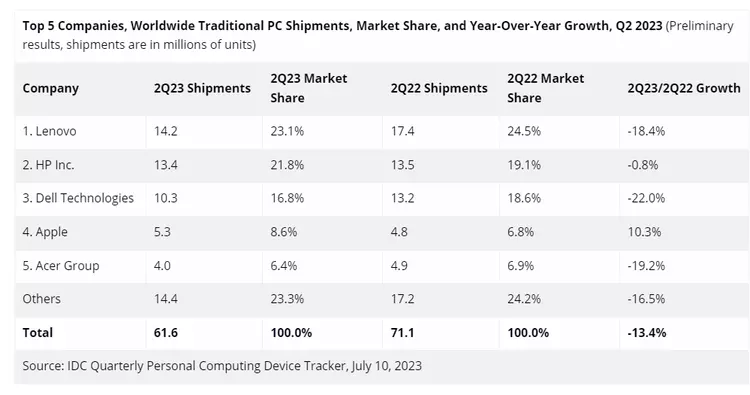 Top 5 Companies, Worldwide Traditional PC Shipments, Market Share, and Year-Over-Year Growth, Q2 2023 (Preliminary
results, shipments are in millions of units)
Company 2Q23 Shipments 2Q23 Market Share 2Q22 Shipments 2Q22 Market Share 2Q23/2Q22 Growth
1. Lenovo 14.2 23.1% 17.4 24.5% -18.4%
2. HP Inc. 13.4 21.8% 13.5 19.1% -0.8%
3. Dell Technologies 10.3 16.8% 13.2 18.6% -22.0%
4. Apple 5.3 8.6% 4.8 6.8% 10.3%
5. Acer Group 4.0 6.4% 4.9 6.9% -19.2%
Others 14.4 23.3% 17.2 24.2% -16.5%
Total 61.6 100.0% 71.1 100.0% -13.4%
Source: IDC Quarterly Personal Computing Device Tracker, July 10, 2023